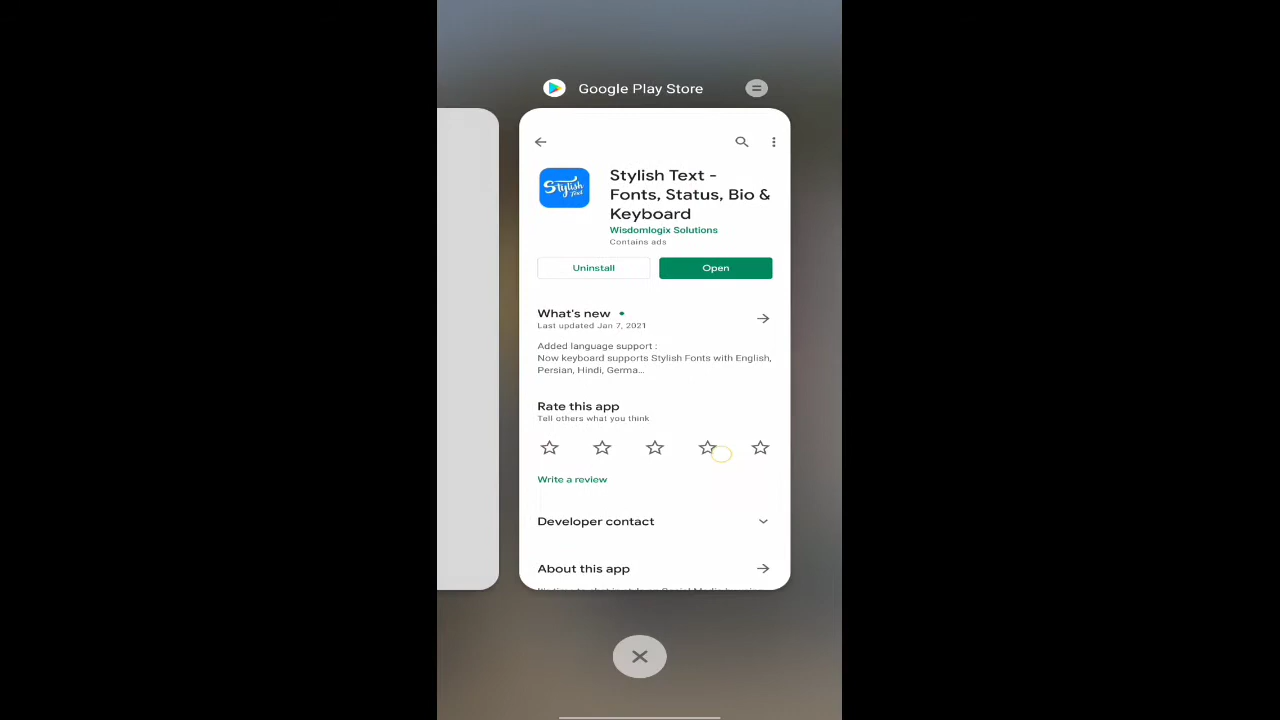 Google Play Store
Stylish Text -
Fonts, Status, Bio &
Keyboard
Stylish
Text
Wisdomlogix Solutions
Contains ads
Uninstall
Open
What's new
Last updated Jan 7, 2021
Added language support :
Now keyboard supports Stylish Fonts with English,
Persian, Hindi, Germa...
Rate this app
Tell others what you think
Write a review
Developer contact
About this app